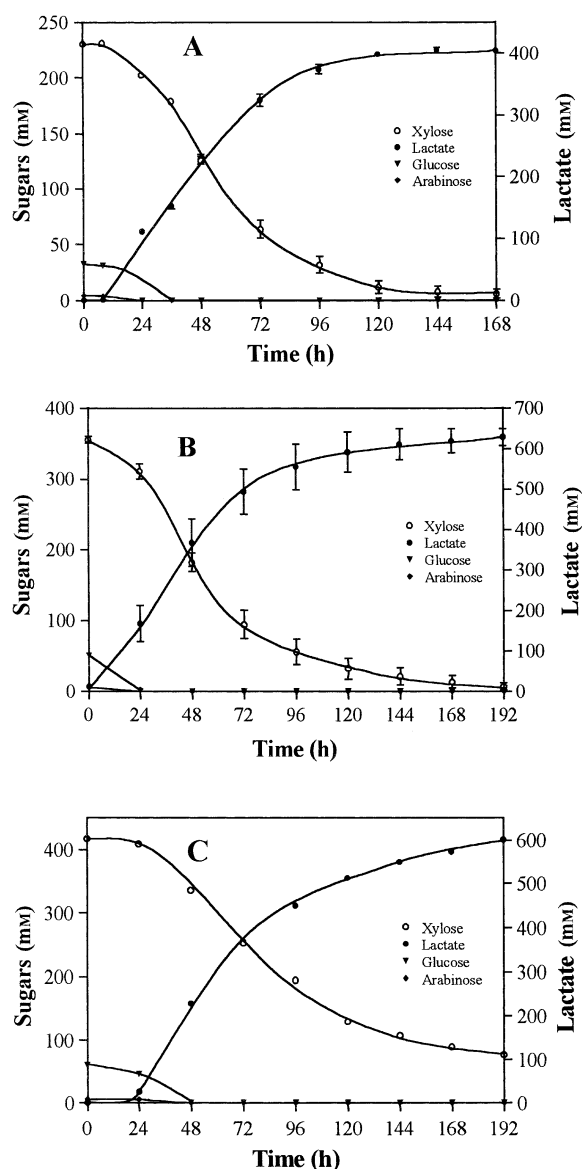 A
250
200
150
100
50
0
Sugars (mM)
400
300
200
100
0
Lactate (mM)
Xylose
Lactate
Glucose
Arabinose
0 24 48 72 96 120 144 168
Time (h)
B
400
300
200
100
0
Sugars (mM)
700
600
500
400
300
200
100
0
Lactate (mM)
Xylose
Lactate
Glucose
Arabinose
0 24 48 72 96 120 144 168 192
Time (h)
C
400
300
200
100
0
Sugars (mM)
600
500
400
300
200
100
0
Lactate (mM)
Xylose
Lactate
Glucose
Arabinose
0 24 48 72 96 120 144 168 192
Time (h)